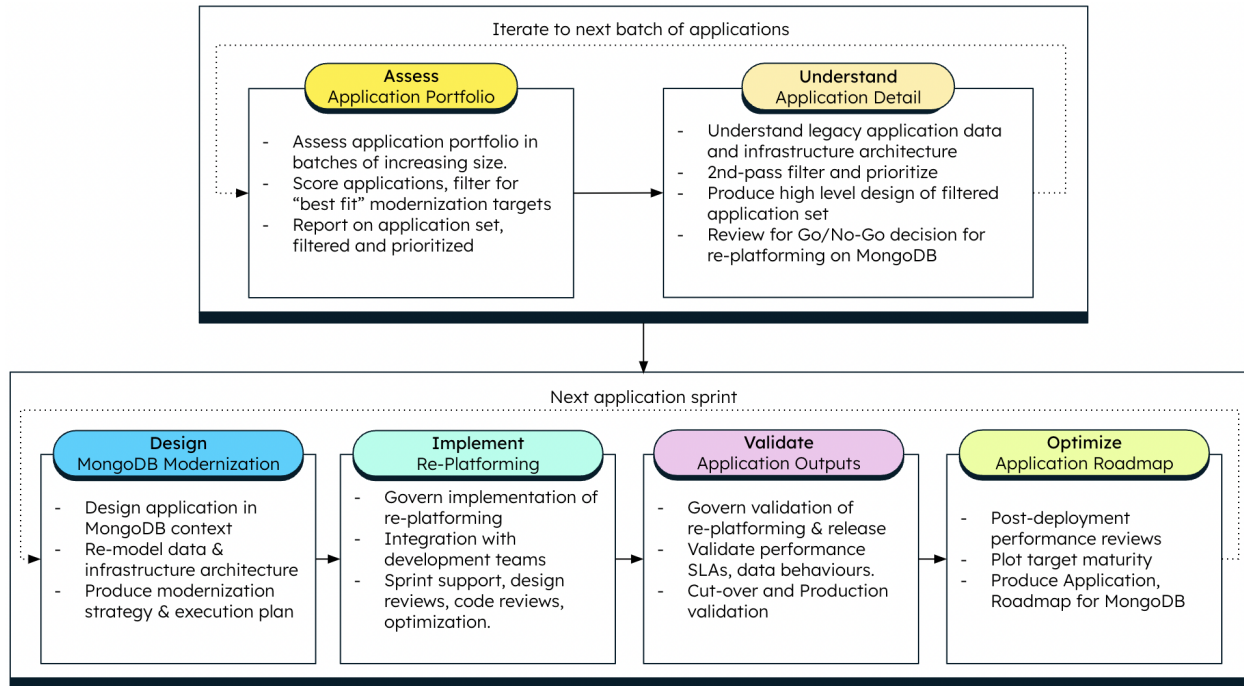 Iterate to next batch of applications
Assess
Application Portfolio
- Assess application portfolio in
batches of increasing size.
- Score applications, filter for
“best fit” modernization targets
- Report on application set,
filtered and prioritized
Understand
Application Detail
- Understand legacy application data
and infrastructure architecture
- 2nd-pass filter and prioritize
- Produce high level design of filtered
application set
- Review for Go/No-Go decision for
re-platforming on MongoDB
Next application sprint
Design
MongoDB Modernization
- Design application in
MongoDB context
- Re-model data &
infrastructure architecture
- Produce modernization
strategy & execution plan
Implement
Re-Platforming
- Govern implementation of
re-platforming
- Integration with
development teams
- Sprint support, design
reviews, code reviews,
optimization.
Validate
Application Outputs
- Govern validation of
re-platforming & release
- Validate performance
SLAs, data behaviours.
- Cut-over and Production
validation
Optimize
Application Roadmap
- Post-deployment
performance reviews
- Plot target maturity
- Produce Application,
Roadmap for MongoDB